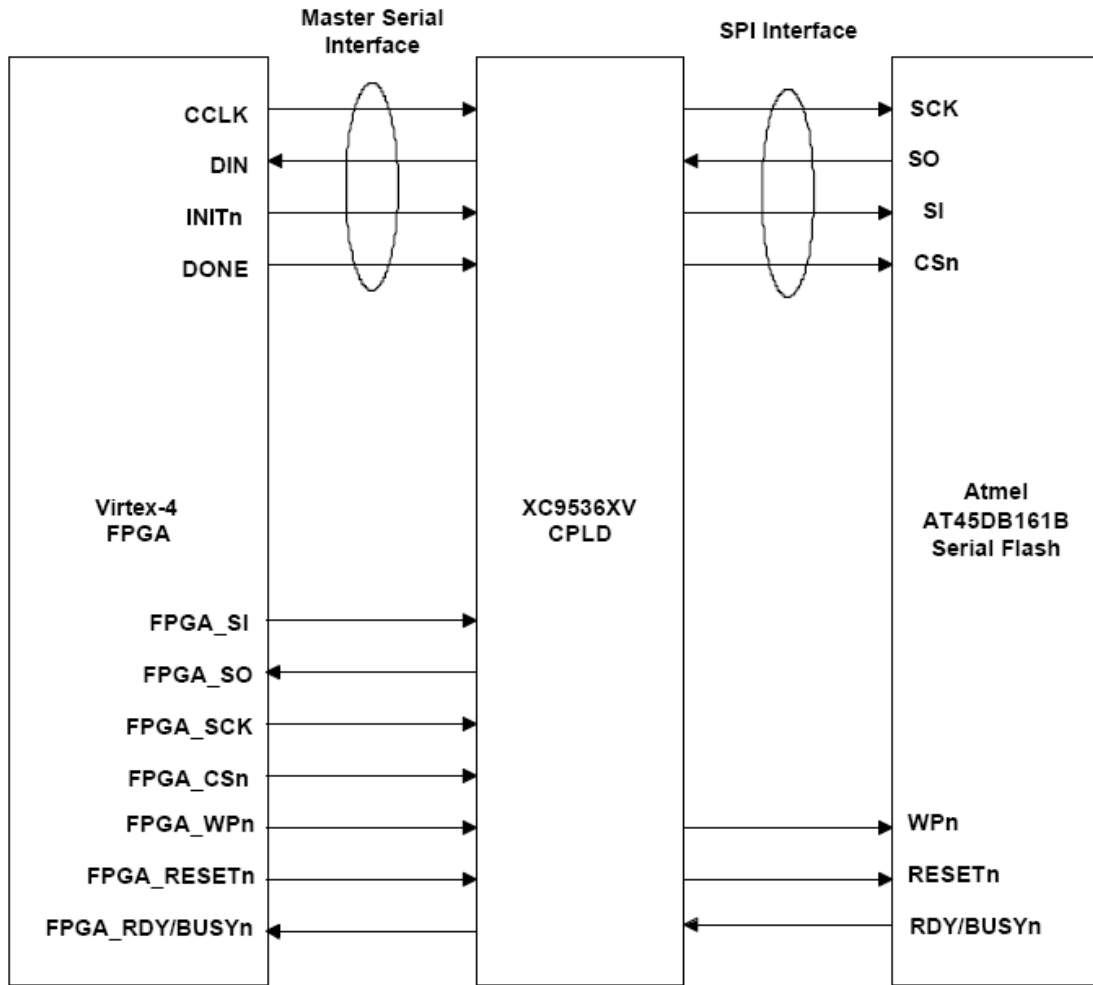 Master Serial
Interface
SPI Interface
CCLK
DIN
INITn
DONE
SCK
SO
SI
CSn
Virtex-4
FPGA
XC9536XV
CPLD
Atmel
AT45DB161B
Serial Flash
FPGA_SI
FPGA_SO
FPGA_SCK
FPGA_CSn
FPGA_WPn
FPGA_RESETn
FPGA_RDY/BUSYn
WPn
RESETn
RDY/BUSYn